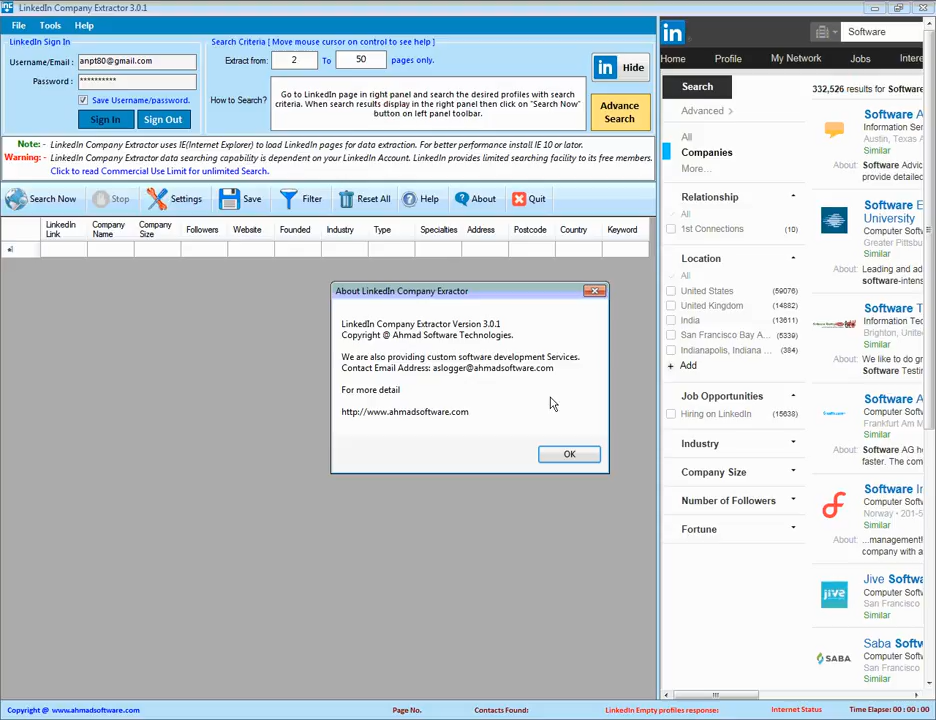 LinkedIn Company Extractor 3.0.1
File Tools Help
LinkedIn Sign In
Username/Email : anpt80@gmail.com
Password : **********
Save Username/password.
Sign In Sign Out
Search Criteria [ Move mouse cursor on control to see help ]
Extract from: 2 To 50 pages only.
How to Search?
Go to LinkedIn page in right panel and search the desired profiles with search
criteria. When search results display in the right panel then click on "Search Now"
button on left panel toolbar.
in Hide
Advance
Search
Note: - LinkedIn Company Extractor uses IE(Internet Explorer) to load LinkedIn pages for data extraction. For better performance install IE 10 or later.
Warning: - LinkedIn Company Extractor data searching capability is dependent on your LinkedIn Account. LinkedIn provides limited searching facility to its free members.
Click to read Commercial Use Limit for unlimited Search.
Search Now Stop Settings Save Filter Reset All Help About Quit
LinkedIn Link Company Name Company Size Followers Website Founded Industry Type Specialties Address Postcode Country Keyword
About LinkedIn Company Exractor
LinkedIn Company Extractor Version 3.0.1
Copyright @ Ahmad Software Technologies.
We are also providing custom software development Services.
Contact Email Address: aslogger@ahmadsoftware.com
For more detail
http://www.ahmadsoftware.com
OK
in Software
Home Profile My Network Jobs Intere
Search
Advanced >
All
Companies
More...
Relationship
All
1st Connections (10)
Location
All
United States (59076)
United Kingdom (14882)
India (13611)
San Francisco Bay A... (5339)
Indianapolis, Indiana ... (384)
+ Add
Job Opportunities
Hiring on LinkedIn (15638)
Industry
Company Size
Number of Followers
Fortune
332,526 results for Software
Software A
Information Ser
Austin, Texas A
Similar
About: Software Advic
provide detailed
Software E
University
Computer Softw
Greater Pittsbu
Similar
About: Leading and ad
software-intens
Software T
Information Tec
Brighton, Unite
Similar
About: We like to do gr
Software Testin
Software A
Computer Softw
Frankfurt Am M
Similar
About: Software AG he
faster. The com
Software In
Computer Softw
Norway • 201-5
Similar
About: ...management!
company with a
Jive
Jive Softwa
Computer Softw
San Francisco
Similar
SABA
Saba Softw
Computer Softw
San Francisco
Similar
Copyright @ www.ahmadsoftware.com Page No. Contacts Found: LinkedIn Empty profiles response: Internet Status Time Elapse: 00 : 00 : 00